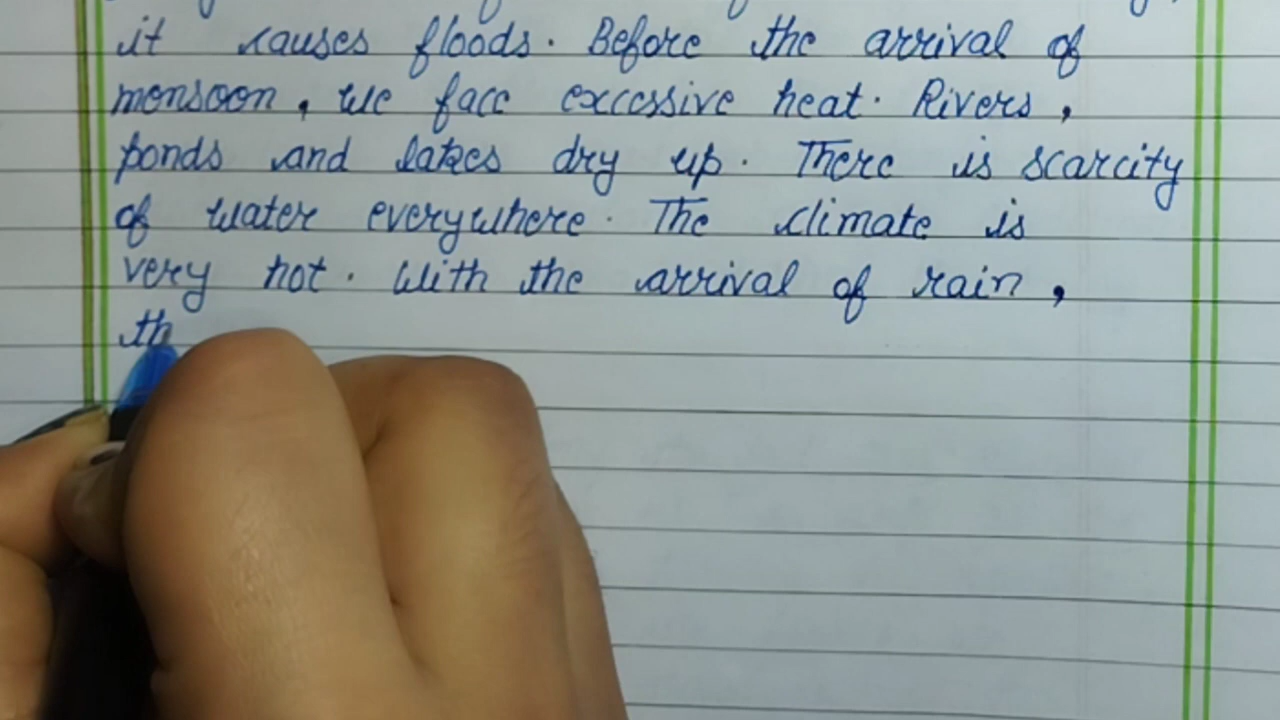 it causes floods. Before the arrival of
monsoon, we face excessive heat. Rivers,
ponds and lakes dry up. There is scarcity
of water everywhere. The climate is
very hot. With the arrival of rain,
th